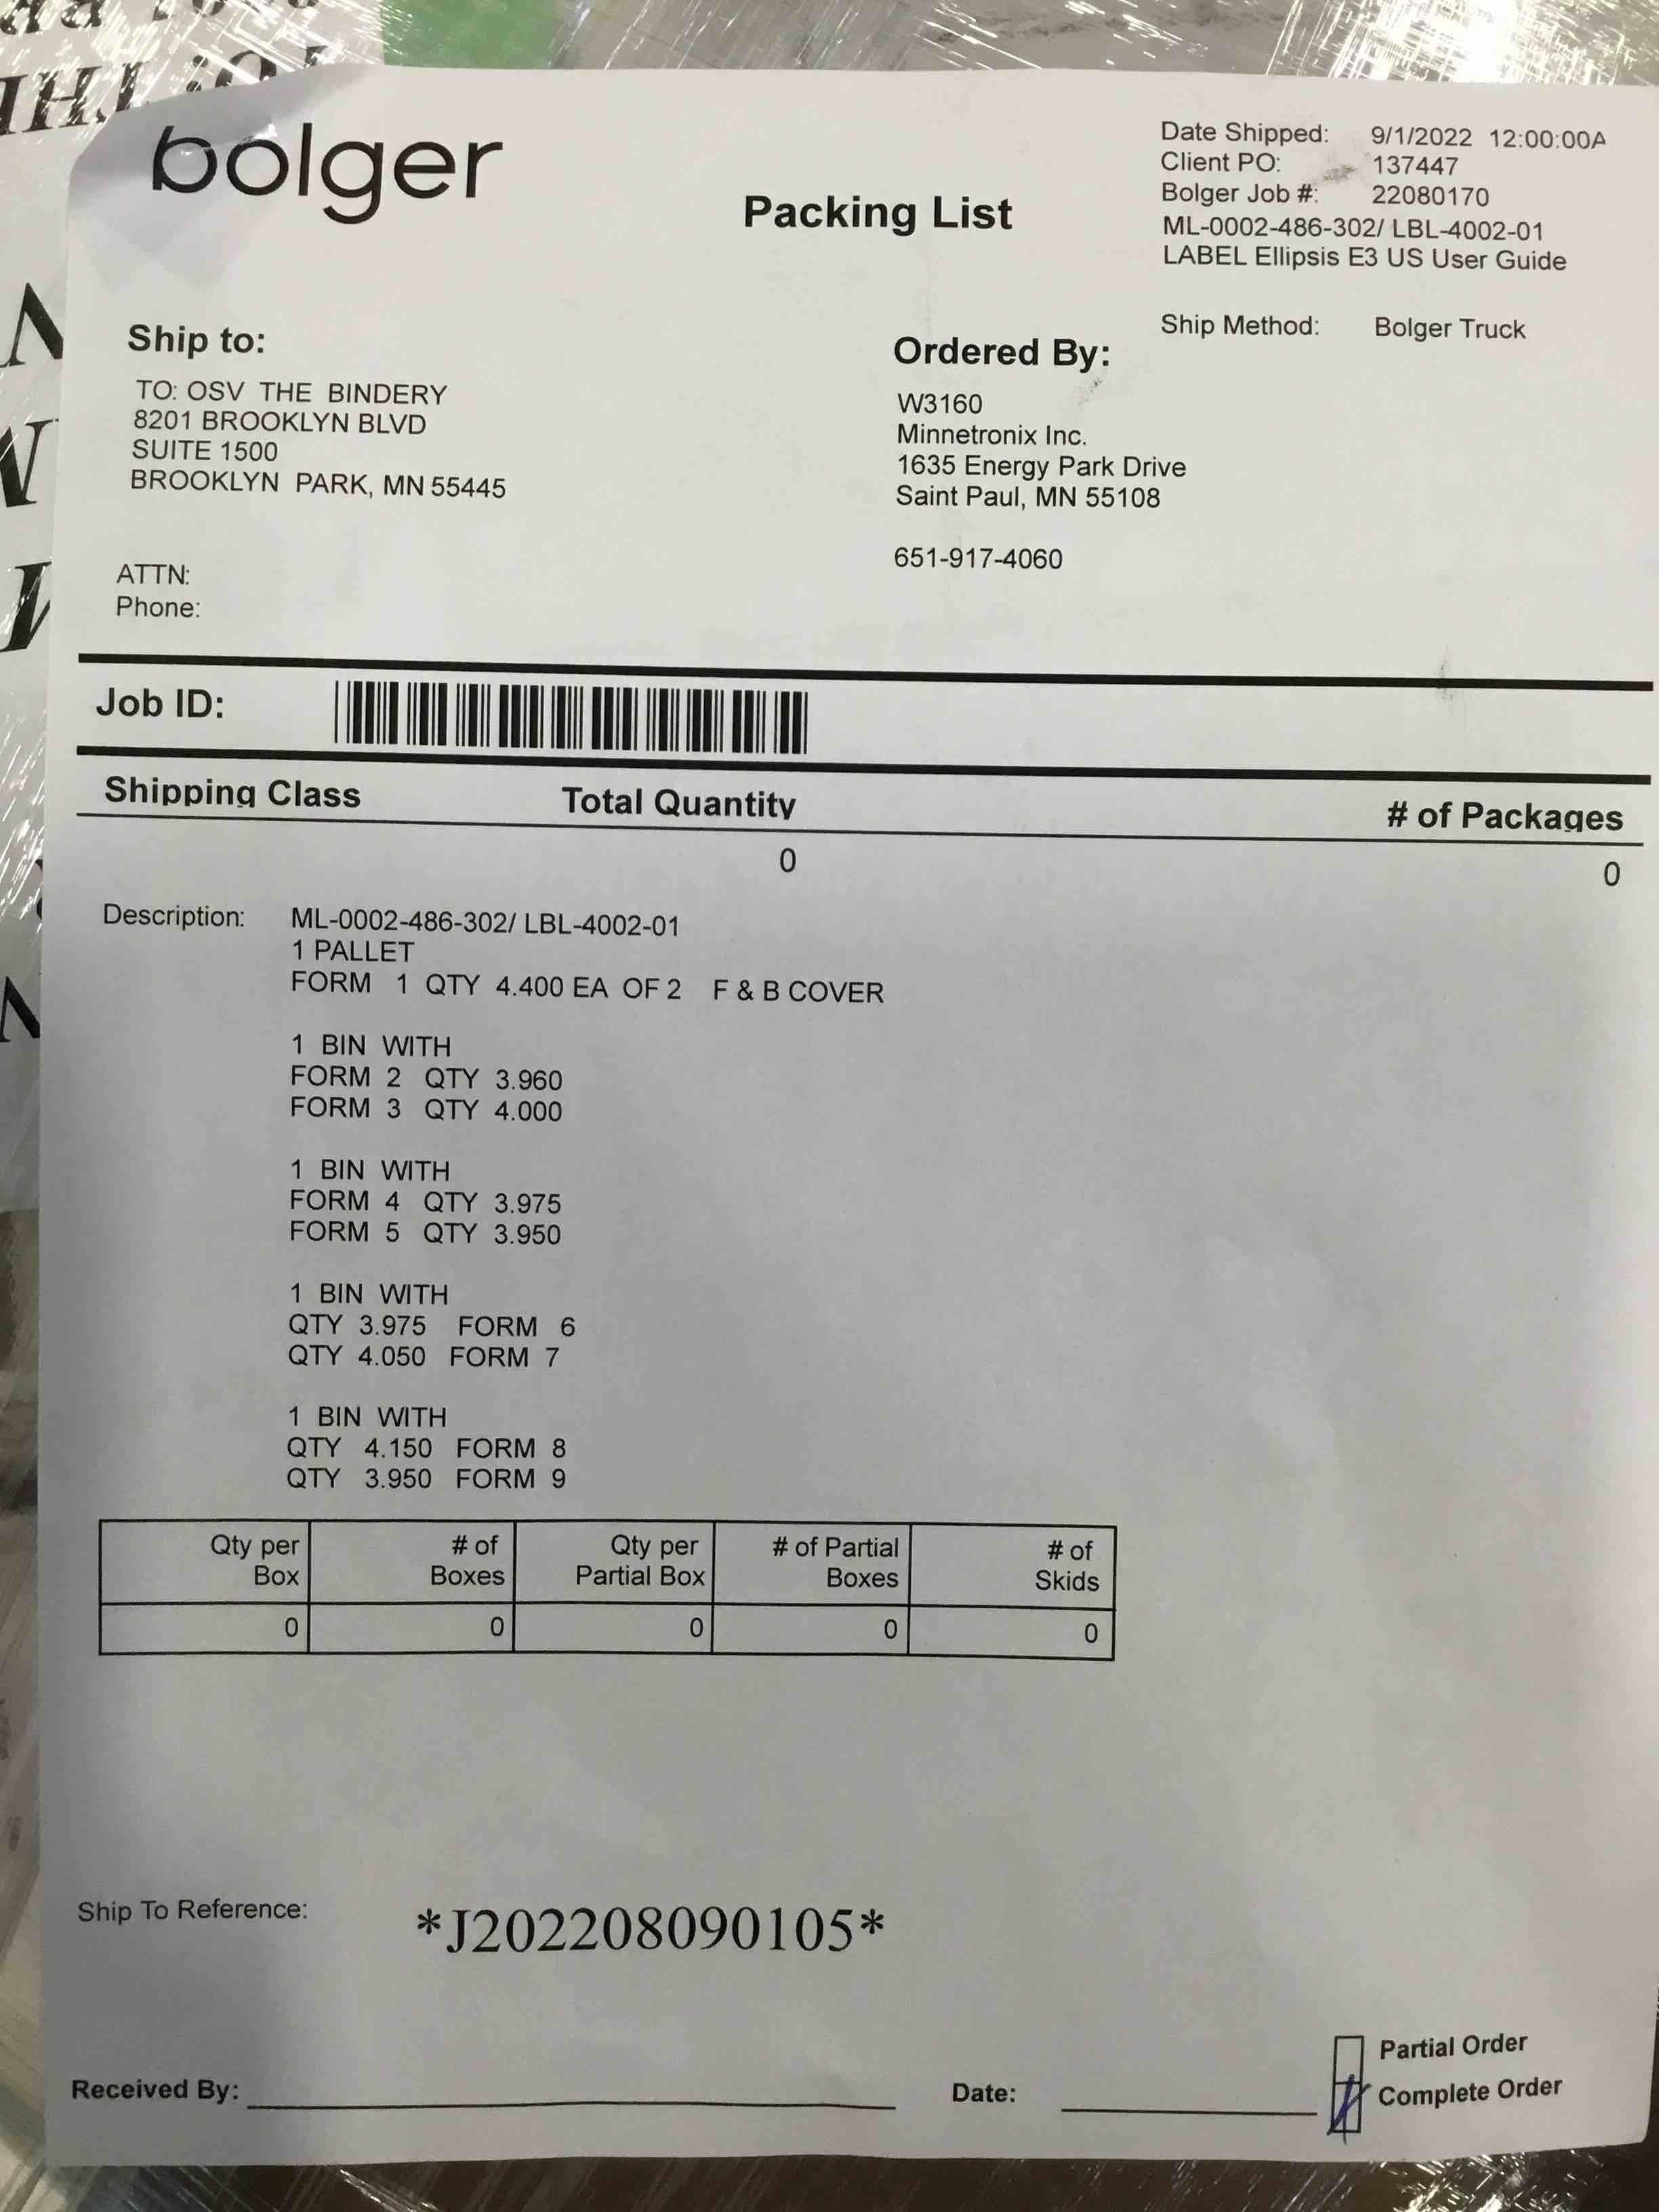 bolger
Packing List
Date Shipped: 9/1/2022 12:00:00A
Client PO: 137447
Bolger Job #: 22080170
ML-0002-486-302/ LBL-4002-01
LABEL Ellipsis E3 US User Guide
Ship Method: Bolger Truck
Ship to:
TO: OSV THE BINDERY
8201 BROOKLYN BLVD
SUITE 1500
BROOKLYN PARK, MN 55445
ATTN:
Phone:
Ordered By:
W3160
Minnetronix Inc.
1635 Energy Park Drive
Saint Paul, MN 55108
651-917-4060
Job ID:
Shipping Class Total Quantity # of Packages
0 0
Description: ML-0002-486-302/ LBL-4002-01
1 PALLET
FORM 1 QTY 4.400 EA OF 2 F & B COVER
1 BIN WITH
FORM 2 QTY 3.960
FORM 3 QTY 4.000
1 BIN WITH
FORM 4 QTY 3.975
FORM 5 QTY 3.950
1 BIN WITH
QTY 3.975 FORM 6
QTY 4.050 FORM 7
1 BIN WITH
QTY 4.150 FORM 8
QTY 3.950 FORM 9
Qty per Box # of Boxes Qty per Partial Box # of Partial Boxes # of Skids
0 0 0 0 0
Ship To Reference: *J202208090105*
Partial Order
Complete Order
Received By: Date: